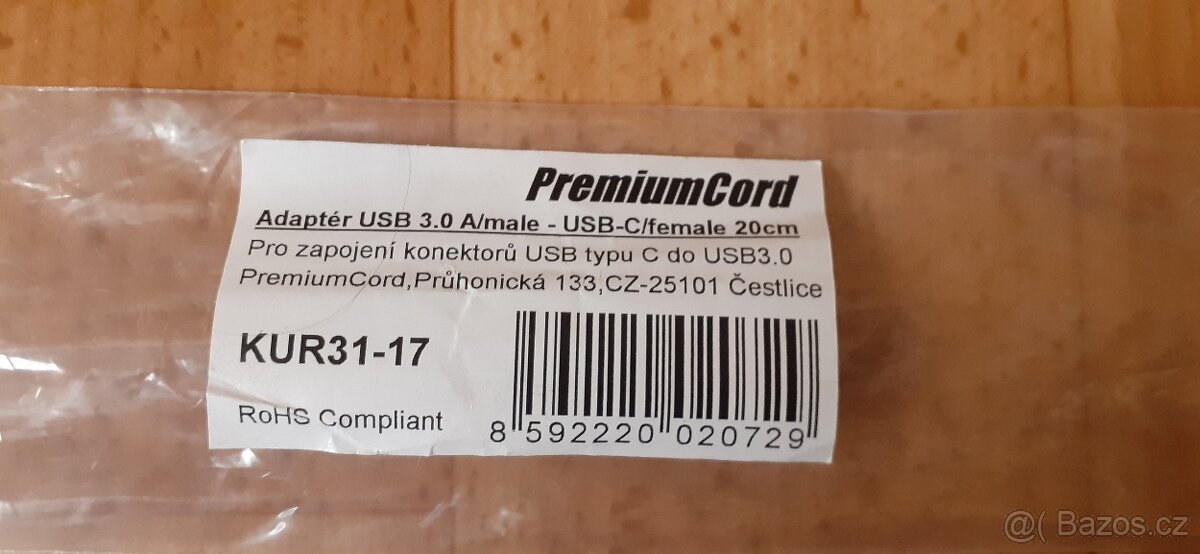 PremiumCord
Adaptér USB 3.0 A/male - USB-C/female 20cm
Pro zapojení konektorů USB typu C do USB3.0
PremiumCord,Průhonická 133,CZ-25101 Čestlice
KUR31-17
RoHS Compliant
8 592220 020729
@( Bazos.cz